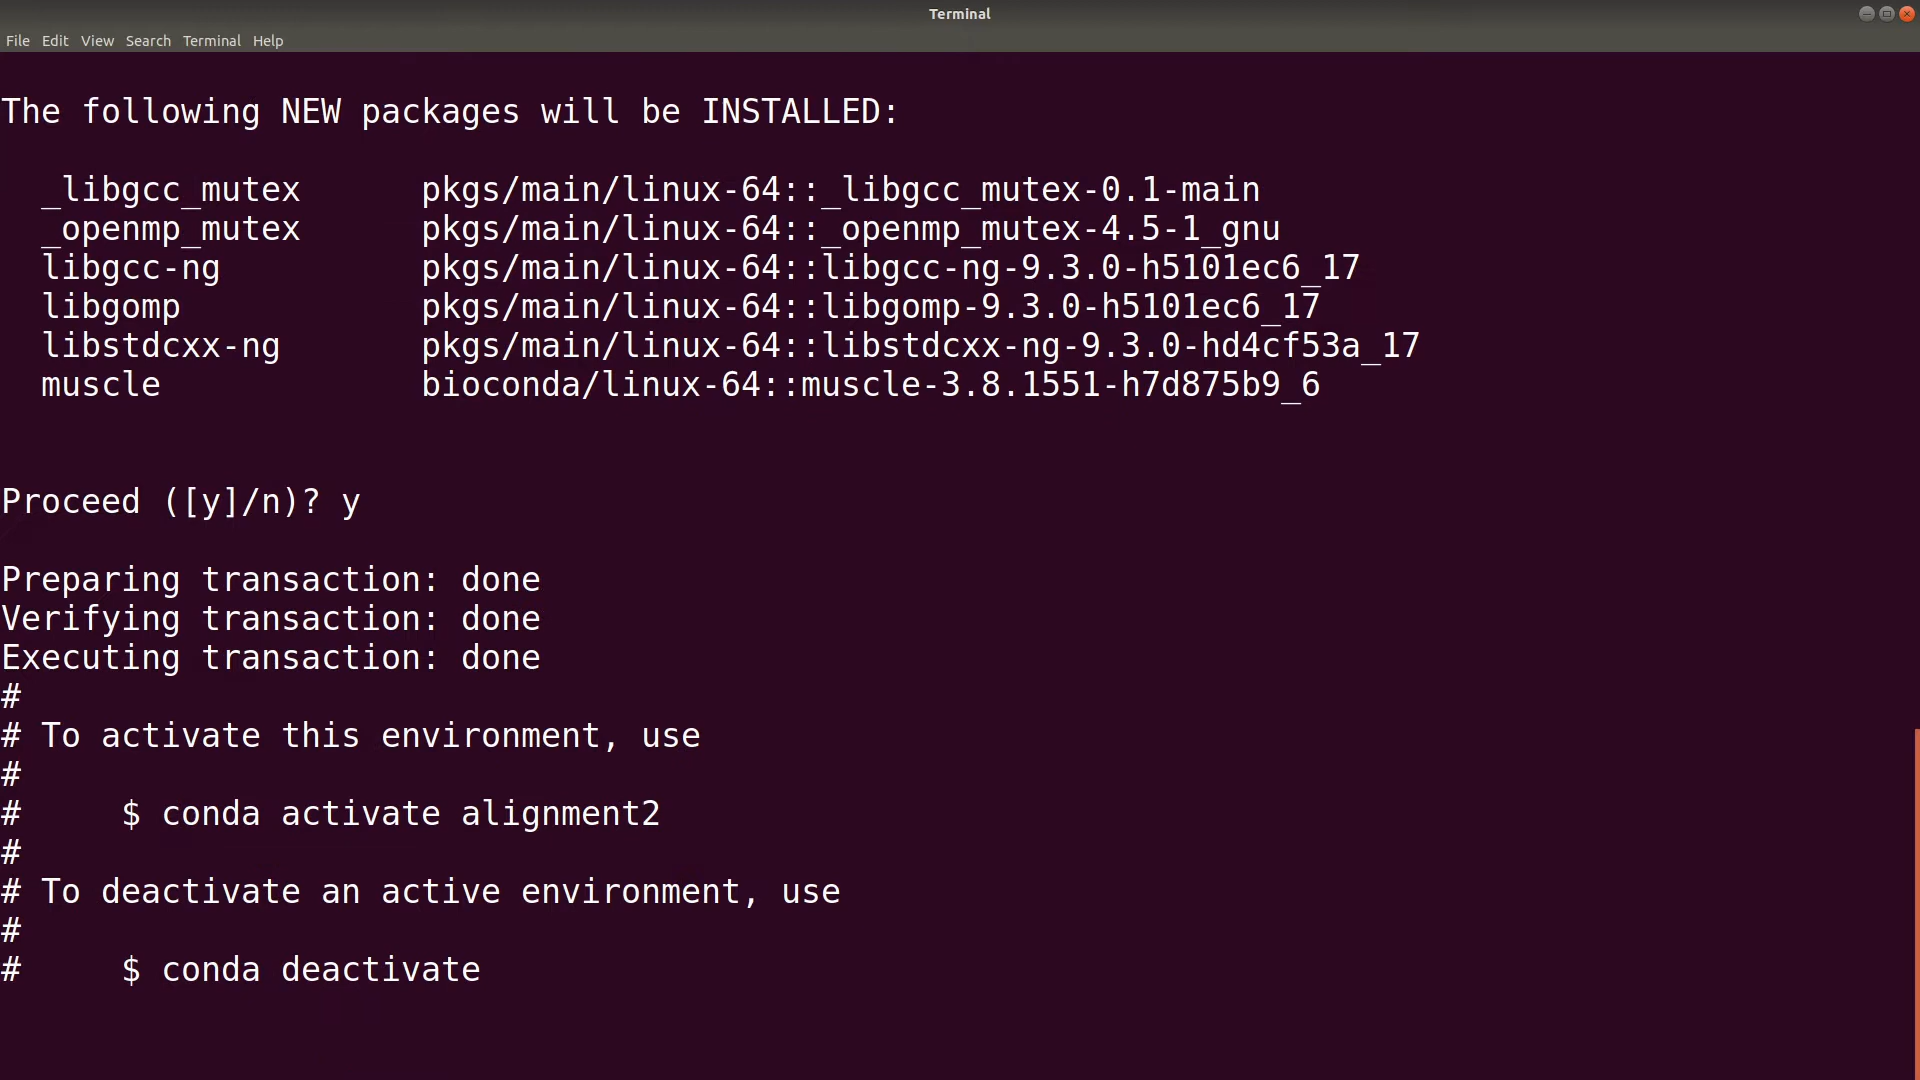 Terminal
File Edit View Search Terminal Help
The following NEW packages will be INSTALLED:
_libgcc_mutex pkgs/main/linux-64::_libgcc_mutex-0.1-main
_openmp_mutex pkgs/main/linux-64::_openmp_mutex-4.5-1_gnu
libgcc-ng pkgs/main/linux-64::libgcc-ng-9.3.0-h5101ec6_17
libgomp pkgs/main/linux-64::libgomp-9.3.0-h5101ec6_17
libstdcxx-ng pkgs/main/linux-64::libstdcxx-ng-9.3.0-hd4cf53a_17
muscle bioconda/linux-64::muscle-3.8.1551-h7d875b9_6
Proceed ([y]/n)? y
Preparing transaction: done
Verifying transaction: done
Executing transaction: done
#
# To activate this environment, use
#
# $ conda activate alignment2
#
# To deactivate an active environment, use
#
# $ conda deactivate